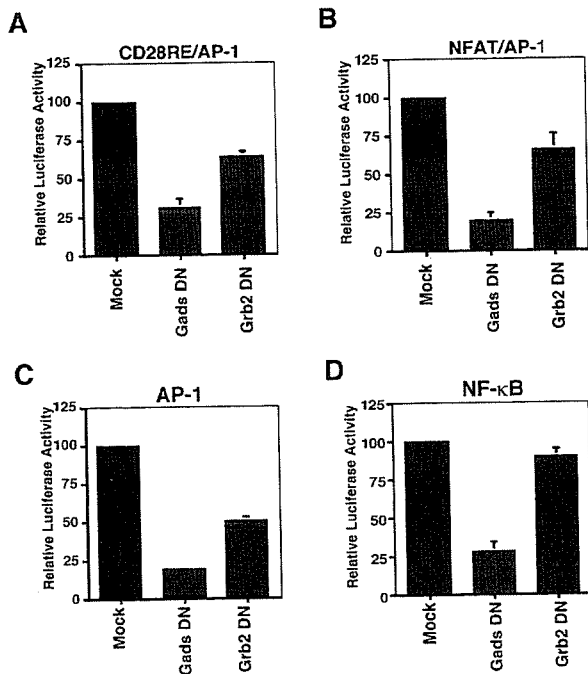 A
CD28RE/AP-1
Relative Luciferase Activity
125
100
75
50
25
0
Mock
Gads DN
Grb2 DN
B
NFAT/AP-1
Relative Luciferase Activity
125
100
75
50
25
0
Mock
Gads DN
Grb2 DN
C
AP-1
Relative Luciferase Activity
125
100
75
50
25
0
Mock
Gads DN
Grb2 DN
D
NF-κB
Relative Luciferase Activity
125
100
75
50
25
0
Mock
Gads DN
Grb2 DN